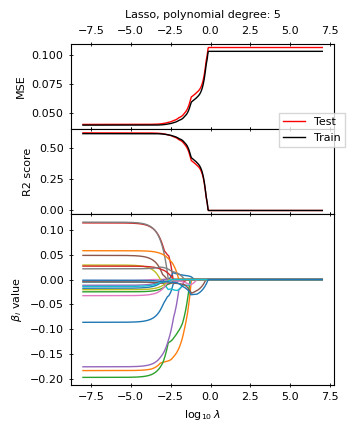 Lasso, polynomial degree: 5
−7.5 −5.0 −2.5 0.0 2.5 5.0 7.5
MSE
0.100
0.075
0.050
Test
Train
R2 score
0.50
0.25
0.00
βᵢ value
0.10
0.05
0.00
−0.05
−0.10
−0.15
−0.20
−7.5 −5.0 −2.5 0.0 2.5 5.0 7.5
log₁₀ λ